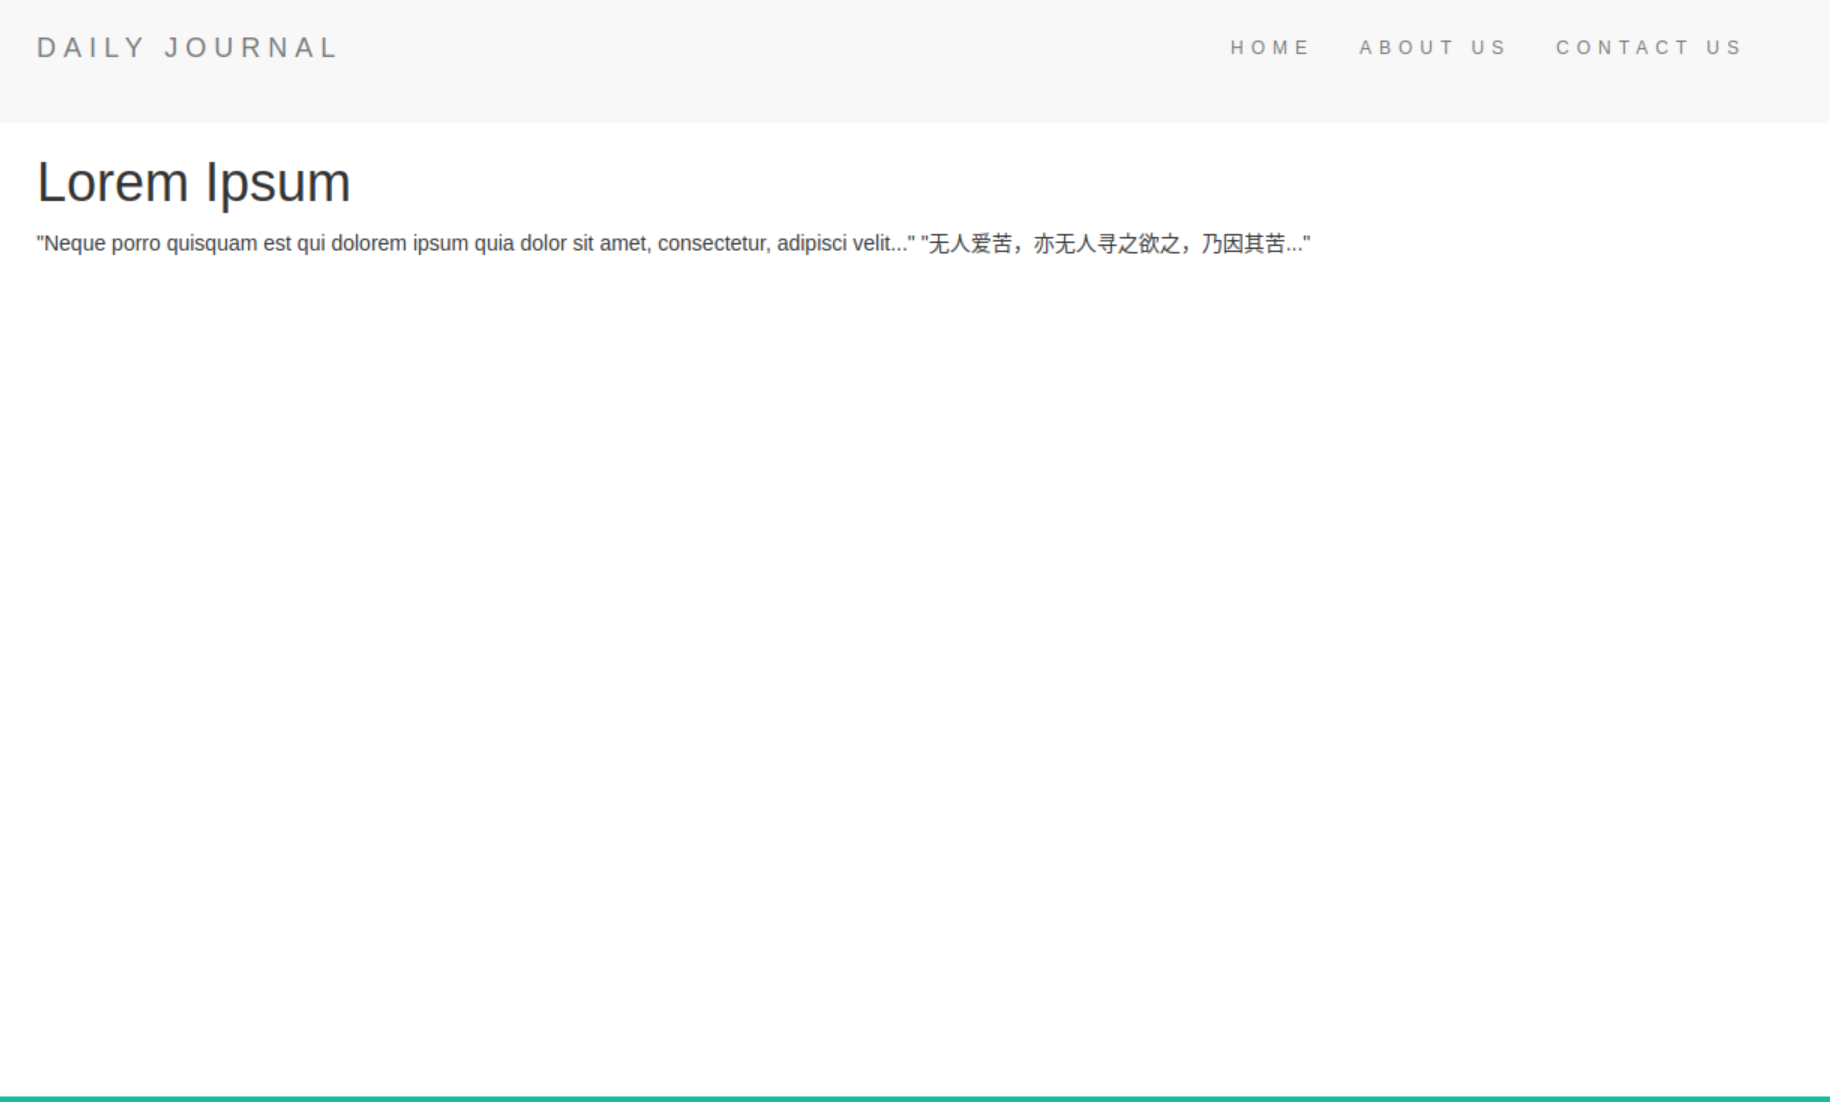 DAILY JOURNAL
HOME ABOUT US CONTACT US
Lorem Ipsum
"Neque porro quisquam est qui dolorem ipsum quia dolor sit amet, consectetur, adipisci velit..." "无人爱苦，亦无人寻之欲之，乃因其苦..."